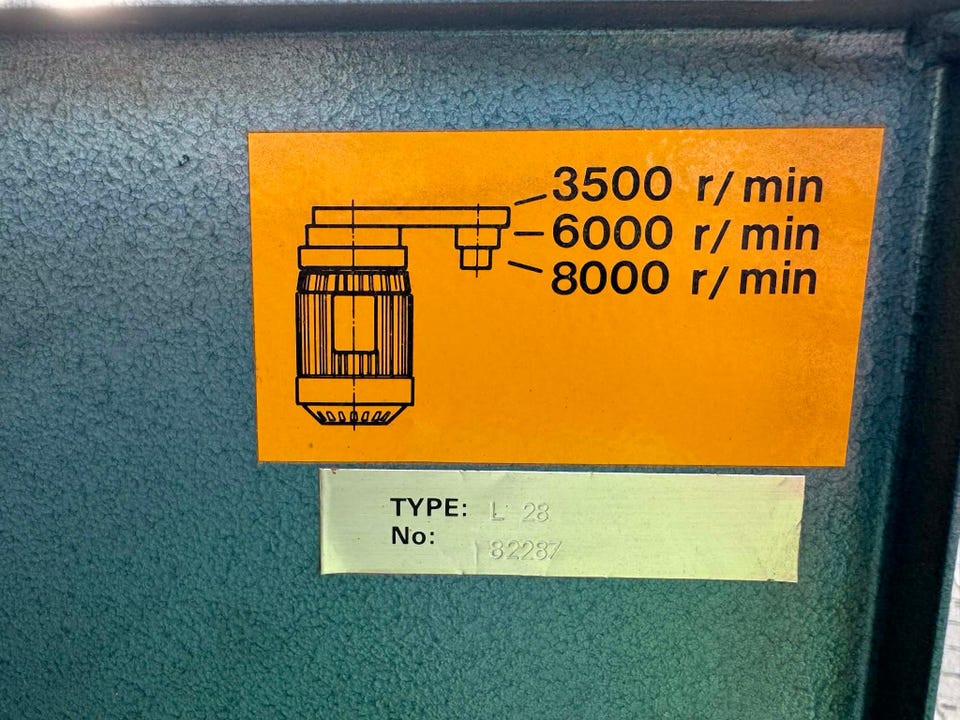 3500 r/min
6000 r/min
8000 r/min
TYPE: L 28
No: 82287